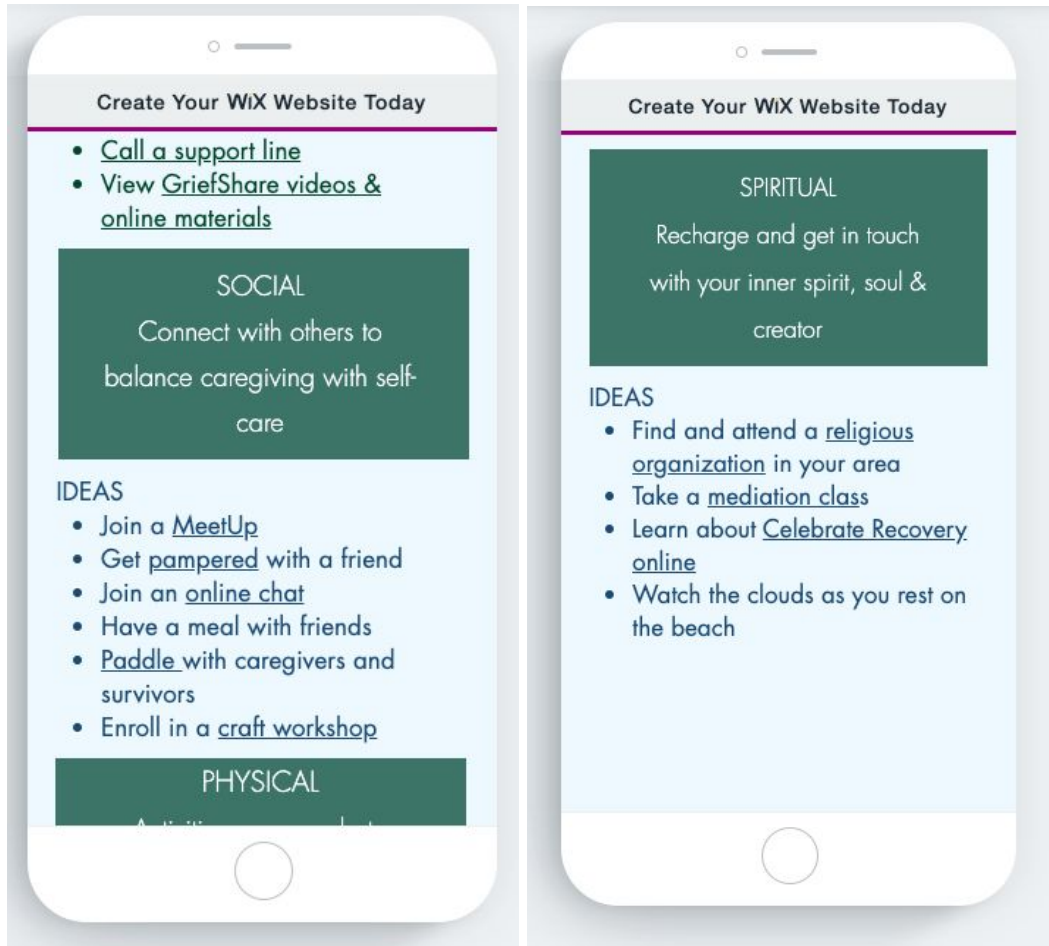 Create Your WiX Website Today
• Call a support line
• View GriefShare videos &
online materials
SOCIAL
Connect with others to
balance caregiving with self-
care
IDEAS
• Join a MeetUp
• Get pampered with a friend
• Join an online chat
• Have a meal with friends
• Paddle with caregivers and
survivors
• Enroll in a craft workshop
PHYSICAL
Create Your WiX Website Today
SPIRITUAL
Recharge and get in touch
with your inner spirit, soul &
creator
IDEAS
• Find and attend a religious
organization in your area
• Take a mediation class
• Learn about Celebrate Recovery
online
• Watch the clouds as you rest on
the beach